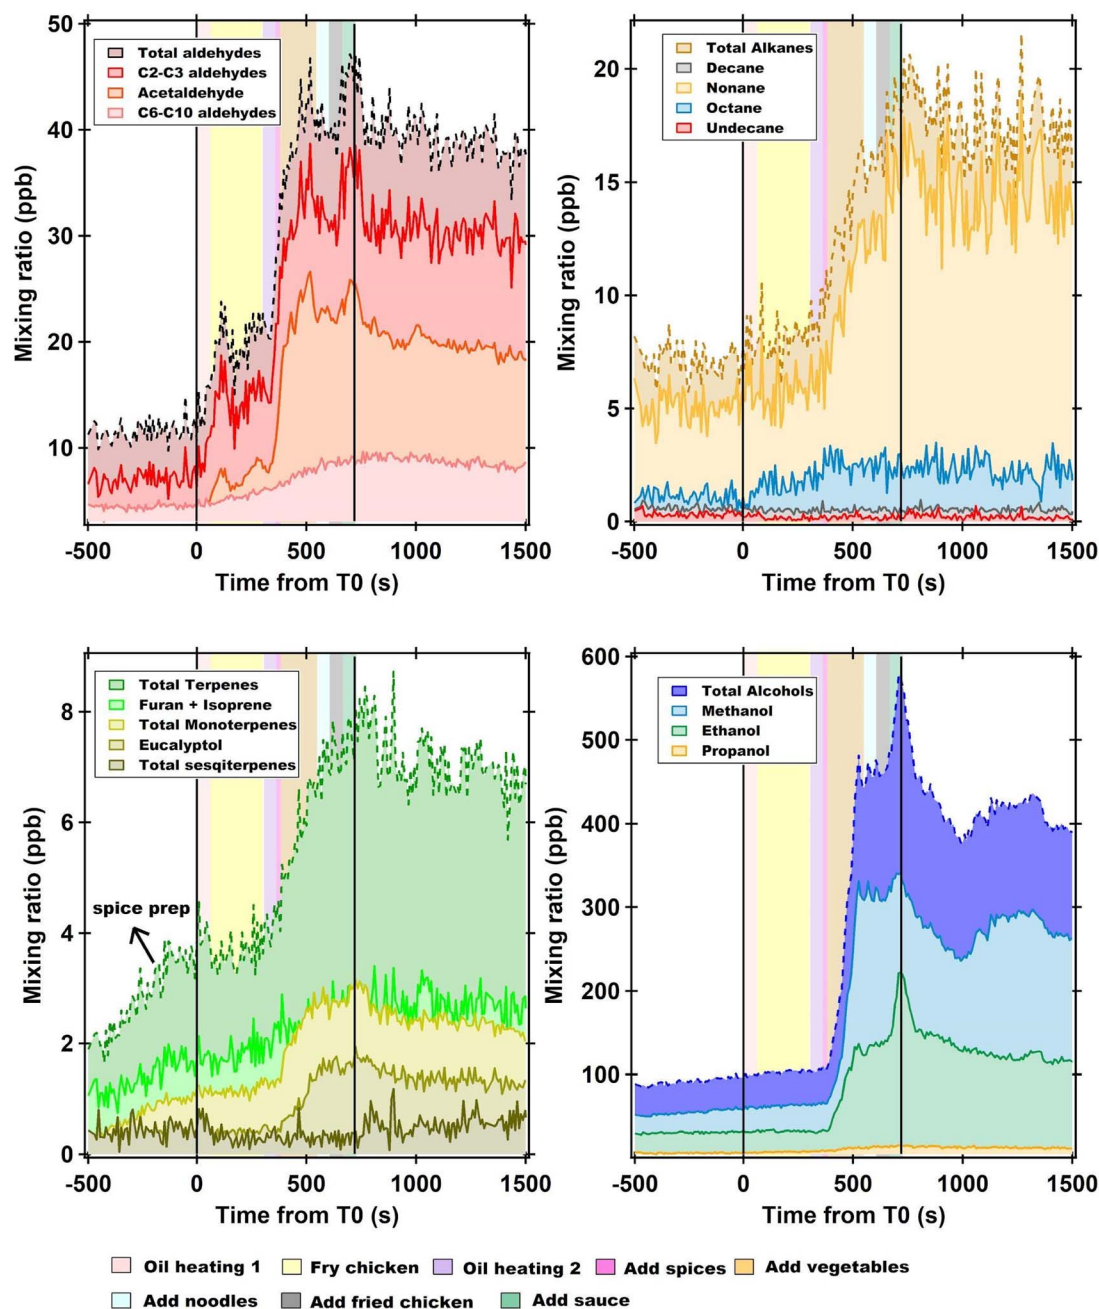 50
40
30
20
10
Mixing ratio (ppb)
Total aldehydes
C2-C3 aldehydes
Acetaldehyde
C6-C10 aldehydes
-500 0 500 1000 1500
Time from T0 (s)
20
15
10
5
0
Mixing ratio (ppb)
Total Alkanes
Decane
Nonane
Octane
Undecane
-500 0 500 1000 1500
Time from T0 (s)
8
6
4
2
0
Mixing ratio (ppb)
Total Terpenes
Furan + Isoprene
Total Monoterpenes
Eucalyptol
Total sesqiterpenes
spice prep
-500 0 500 1000 1500
Time from T0 (s)
600
500
400
300
200
100
Mixing ratio (ppb)
Total Alcohols
Methanol
Ethanol
Propanol
-500 0 500 1000 1500
Time from T0 (s)
Oil heating 1 Fry chicken Oil heating 2 Add spices Add vegetables
Add noodles Add fried chicken Add sauce